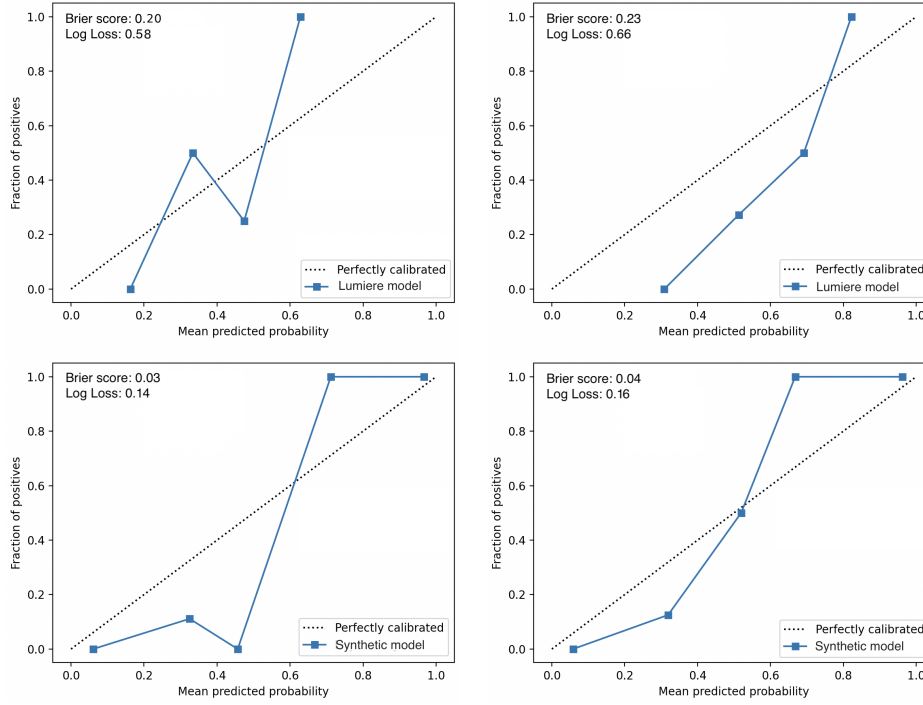 Brier score: 0.20
Log Loss: 0.58
1.0
0.8
0.6
0.4
0.2
0.0
Fraction of positives
Perfectly calibrated
Lumiere model
0.0 0.2 0.4 0.6 0.8 1.0
Mean predicted probability
Brier score: 0.23
Log Loss: 0.66
1.0
0.8
0.6
0.4
0.2
0.0
Fraction of positives
Perfectly calibrated
Lumiere model
0.0 0.2 0.4 0.6 0.8 1.0
Mean predicted probability
Brier score: 0.03
Log Loss: 0.14
1.0
0.8
0.6
0.4
0.2
0.0
Fraction of positives
Perfectly calibrated
Synthetic model
0.0 0.2 0.4 0.6 0.8 1.0
Mean predicted probability
Brier score: 0.04
Log Loss: 0.16
1.0
0.8
0.6
0.4
0.2
0.0
Fraction of positives
Perfectly calibrated
Synthetic model
0.0 0.2 0.4 0.6 0.8 1.0
Mean predicted probability